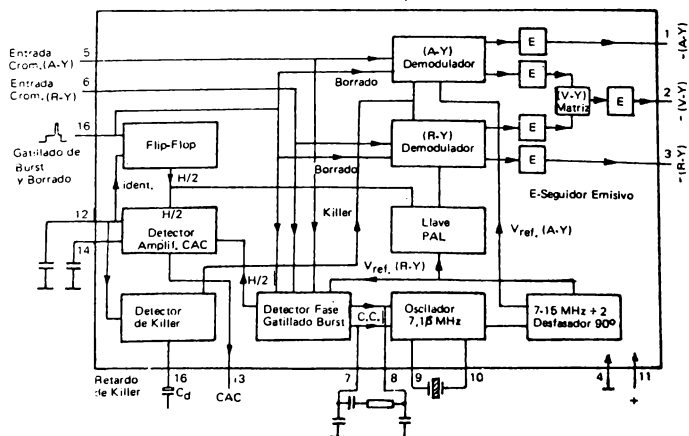 5
Entrada
Crom. (A-Y)
6
Entrada
Crom. (R-Y)
16
Gatillado de
Burst
y Borrado
12
14
Flip-Flop
ident.
H/2
H/2
Detector
Amplif. CAC
Detector
de Killer
Retardo
de Killer
16
Cd
13
CAC
H/2
Killer
Borrado
Borrado
(A-Y)
Demodulador
(R-Y)
Demodulador
Llave
PAL
Vref. (R-Y)
Vref. (A-Y)
Detector Fase
Gatillado Burst
C.C.
Oscilador
7,15 MHz
7-15 MHz ÷ 2
Desfasador 90º
7
8
9
10
4
11
+
E
E
E
E
(V-Y)
Matriz
E
E-Seguidor Emisivo
1
-(A-Y)
2
-(V-Y)
3
-(R-Y)